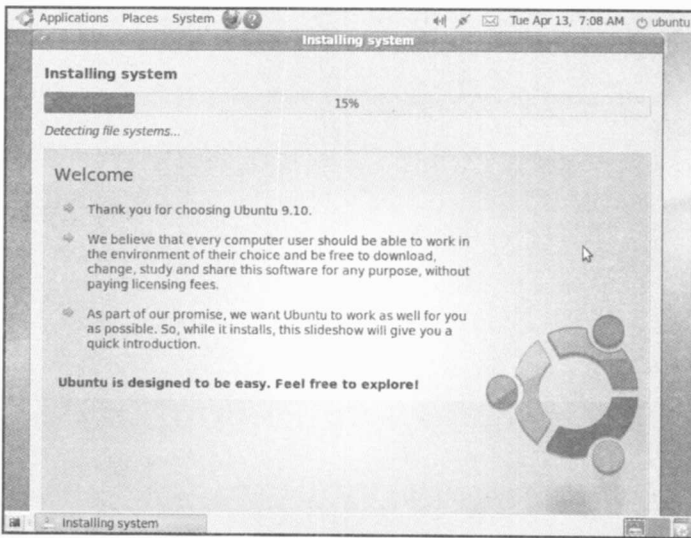 Applications Places System
Tue Apr 13, 7:08 AM ubuntu
Installing system
Installing system
15%
Detecting file systems...
Welcome
Thank you for choosing Ubuntu 9.10.
We believe that every computer user should be able to work in
the environment of their choice and be free to download,
change, study and share this software for any purpose, without
paying licensing fees.
As part of our promise, we want Ubuntu to work as well for you
as possible. So, while it installs, this slideshow will give you a
quick introduction.
Ubuntu is designed to be easy. Feel free to explore!
Installing system